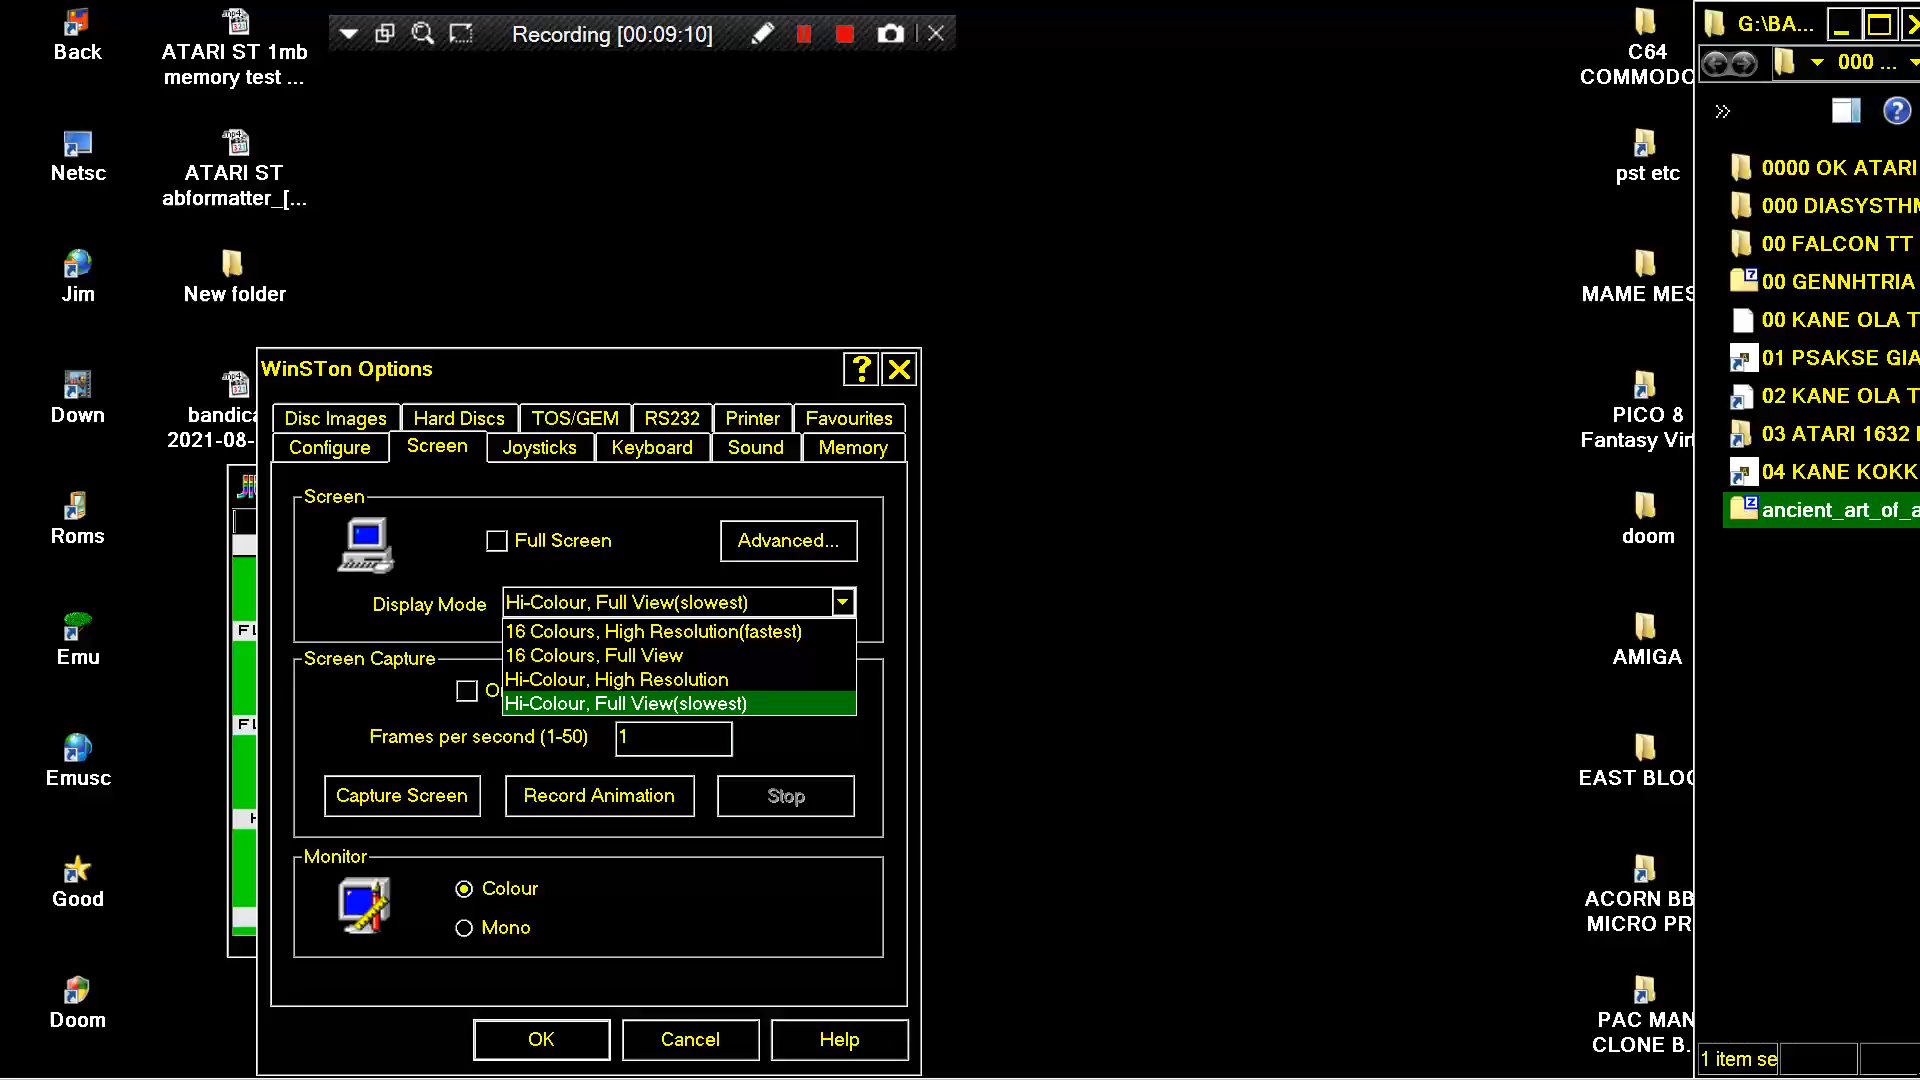 Back
ATARI ST 1mb
memory test ...
Recording [00:09:10]
C64
COMMODO
G:\BA...
000 ...
Netsc
ATARI ST
abformatter_[...
pst etc
0000 OK ATARI
000 DIASYSTHM
00 FALCON TT
00 GENNHTRIA
00 KANE OLA T
01 PSAKSE GIA
02 KANE OLA T
03 ATARI 1632
04 KANE KOKK
ancient_art_of_a
1 item se
Jim
New folder
MAME MES
Down
bandica
2021-08-
PICO 8
Fantasy Virt
Roms
doom
Emu
AMIGA
Emusc
EAST BLOC
Good
ACORN BB
MICRO PR
Doom
PAC MAN
CLONE B.
FL
FL
WinSTon Options
?
Disc Images
Hard Discs
TOS/GEM
RS232
Printer
Favourites
Configure
Screen
Joysticks
Keyboard
Sound
Memory
Screen
Full Screen
Advanced...
Display Mode
Hi-Colour, Full View(slowest)
16 Colours, High Resolution(fastest)
16 Colours, Full View
Hi-Colour, High Resolution
Hi-Colour, Full View(slowest)
Screen Capture
Frames per second (1-50)
1
Capture Screen
Record Animation
Stop
Monitor
Colour
Mono
OK
Cancel
Help